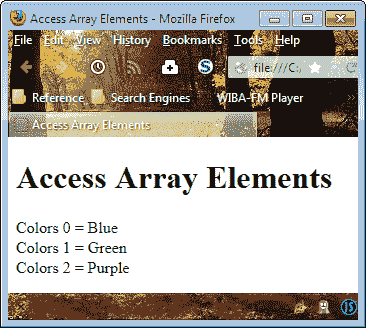 Access Array Elements - Mozilla Firefox
File Edit View History Bookmarks Tools Help
file:///C:
Reference Search Engines WIBA-FM Player
Access Array Elements
Access Array Elements
Colors 0 = Blue
Colors 1 = Green
Colors 2 = Purple